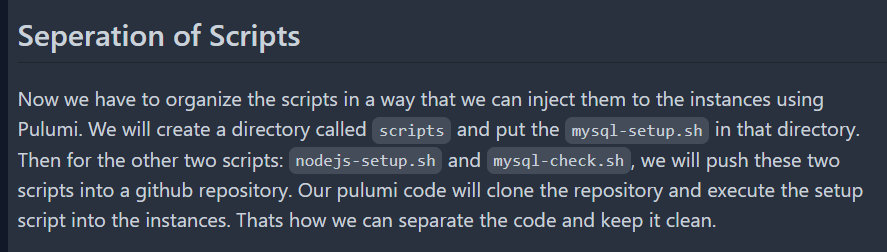 Seperation of Scripts
Now we have to organize the scripts in a way that we can inject them to the instances using
Pulumi. We will create a directory called scripts and put the mysql-setup.sh in that directory.
Then for the other two scripts: nodejs-setup.sh and mysql-check.sh, we will push these two
scripts into a github repository. Our pulumi code will clone the repository and execute the setup
script into the instances. Thats how we can separate the code and keep it clean.